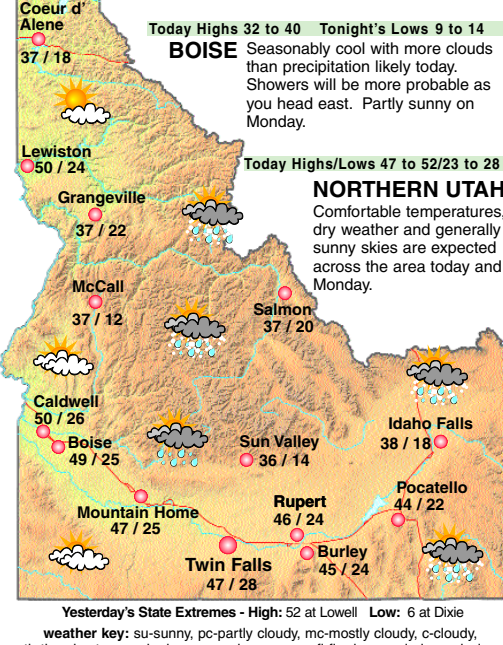 Coeur d'
Alene
37 / 18
Today Highs 32 to 40 Tonight's Lows 9 to 14
BOISE
Seasonably cool with more clouds
than precipitation likely today.
Showers will be more probable as
you head east. Partly sunny on
Monday.
Lewiston
50 / 24
Today Highs/Lows 47 to 52/23 to 28
NORTHERN UTAH
Comfortable temperatures,
dry weather and generally
sunny skies are expected
across the area today and
Monday.
Grangeville
37 / 22
McCall
37 / 12
Salmon
37 / 20
Caldwell
50 / 26
Boise
49 / 25
Sun Valley
36 / 14
Idaho Falls
38 / 18
Mountain Home
47 / 25
Rupert
46 / 24
Pocatello
44 / 22
Twin Falls
47 / 28
Burley
45 / 24
Yesterday's State Extremes - High: 52 at Lowell Low: 6 at Dixie
weather key: su-sunny, pc-partly cloudy, mc-mostly cloudy, c-cloudy,